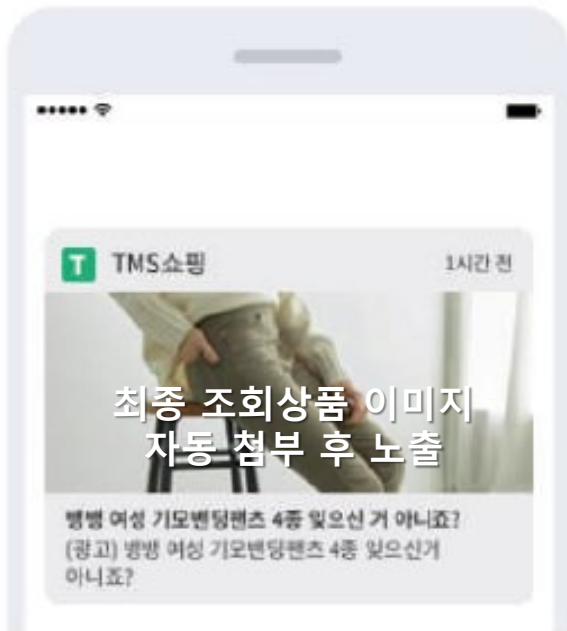 T TMS쇼핑 1시간 전
최종 조회상품 이미지
자동 첨부 후 노출
뱅뱅 여성 기모밴딩팬츠 4종 잊으신 거 아니죠?
(광고) 뱅뱅 여성 기모밴딩팬츠 4종 잊으신거
아니죠?